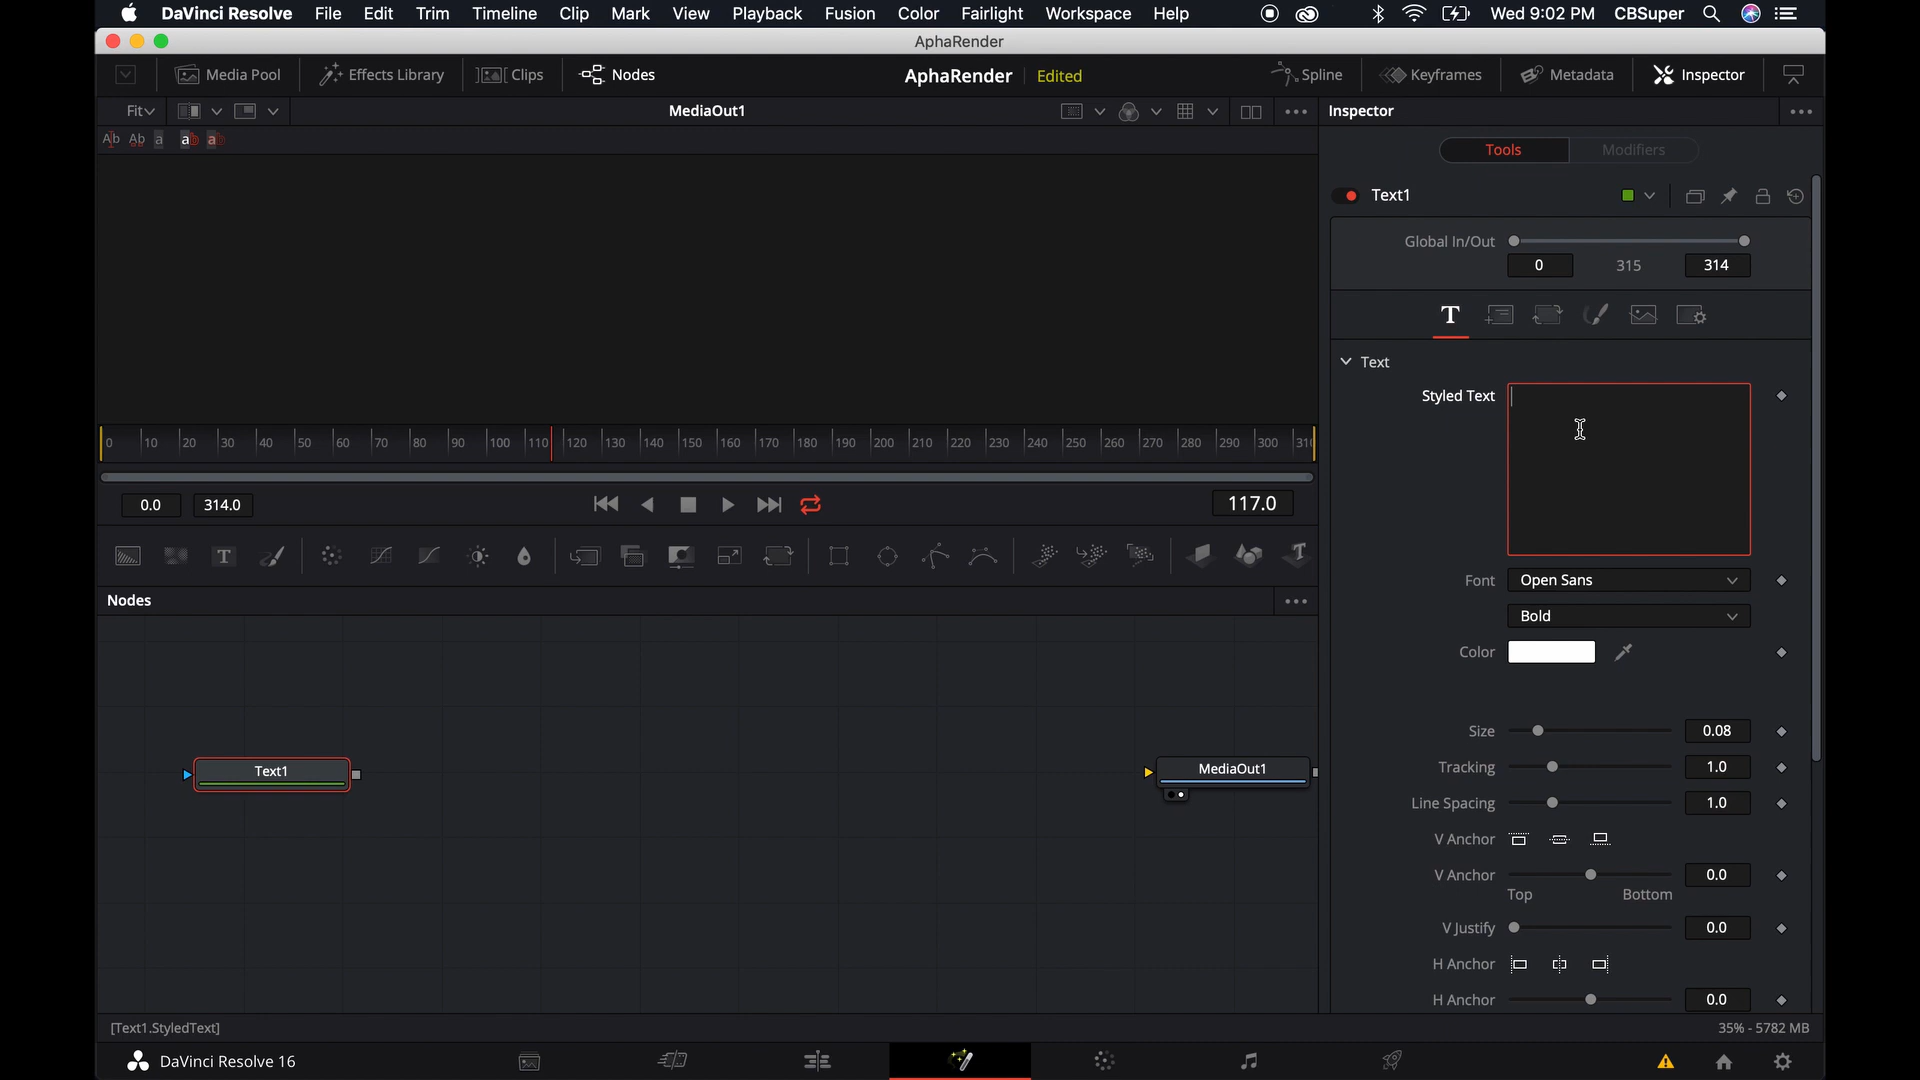 DaVinci Resolve File Edit Trim Timeline Clip Mark View Playback Fusion Color Fairlight Workspace Help Wed 9:02 PM CBSuper
AphaRender
Media Pool Effects Library Clips Nodes AphaRender Edited Spline Keyframes Metadata Inspector
Fit MediaOut1 Inspector
Ab Ab a ab ab
Tools Modifiers
Text1
Global In/Out
0 315 314
T
Text
Styled Text
0 10 20 30 40 50 60 70 80 90 100 110 120 130 140 150 160 170 180 190 200 210 220 230 240 250 260 270 280 290 300
0.0 314.0 117.0
T T
Font Open Sans
Bold
Nodes
Color
Size 0.08
Tracking 1.0
Line Spacing 1.0
V Anchor
V Anchor 0.0
Top Bottom
V Justify 0.0
H Anchor
H Anchor 0.0
Text1
MediaOut1
[Text1.StyledText] 35% - 5782 MB
DaVinci Resolve 16